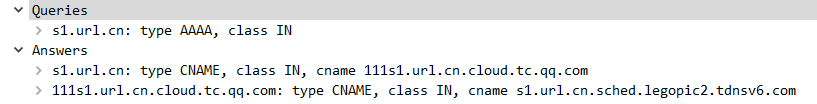 Queries
s1.url.cn: type AAAA, class IN
Answers
s1.url.cn: type CNAME, class IN, cname 111s1.url.cn.cloud.tc.qq.com
111s1.url.cn.cloud.tc.qq.com: type CNAME, class IN, cname s1.url.cn.sched.legopic2.tdnsv6.com